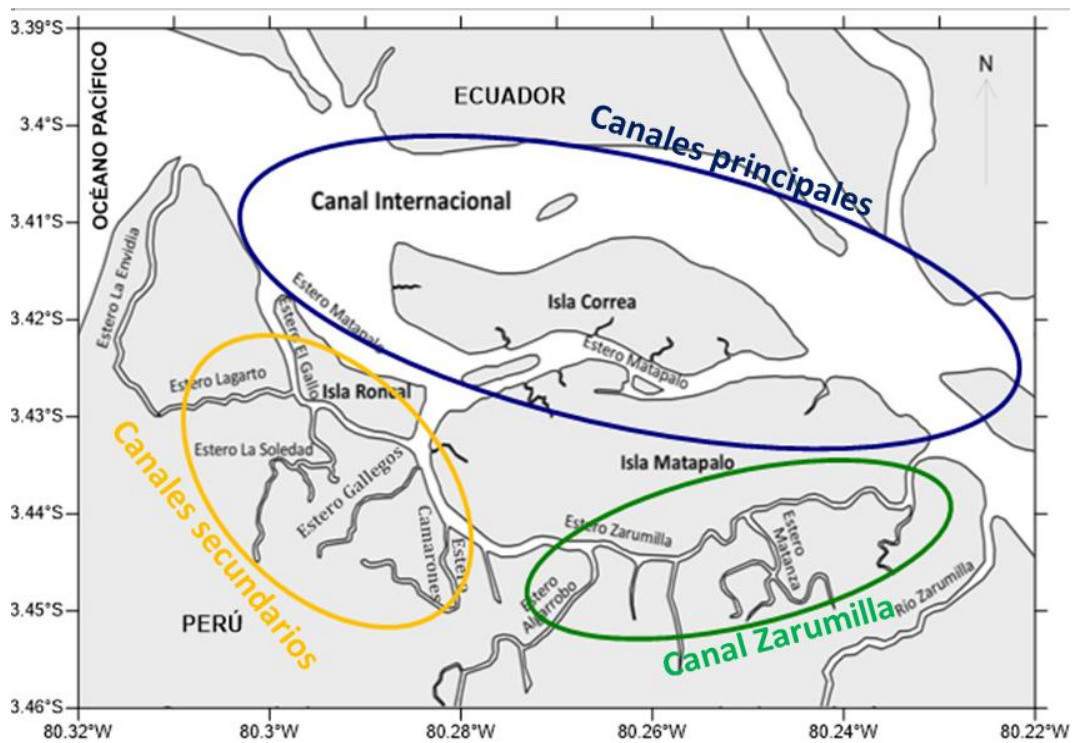 3.39°S
3.4°S
3.41°S
3.42°S
3.43°S
3.44°S
3.45°S
3.46°S
OCÉANO PACÍFICO
ECUADOR
N
Canales principales
Canal Internacional
Estero La Envidia
Estero Matapalo
Isla Correa
Estero El Gallo
Estero Matapalo
Estero Lagarto
Isla Roncal
Canales secundarios
Estero La Soledad
Estero Gallegos
Isla Matapalo
Estero Zarumilla
Estero
Matanza
Estero
Camarones
Estero
Algarrobo
Río Zarumilla
PERÚ
Canal Zarumilla
80.32°W
80.3°W
80.28°W
80.26°W
80.24°W
80.22°W